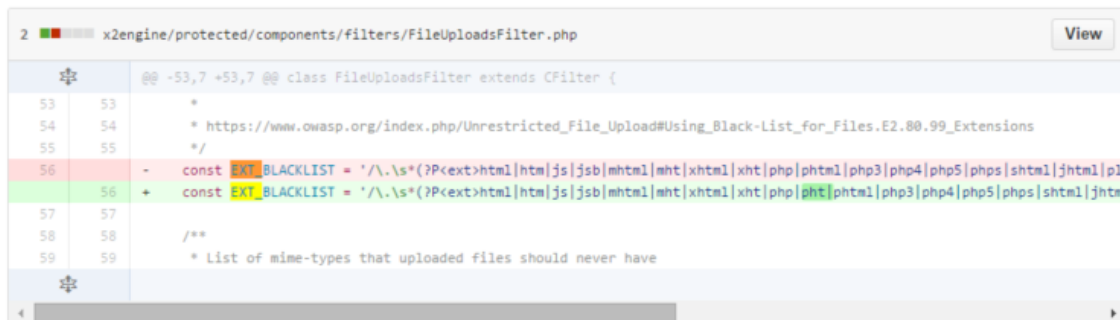 2 x2engine/protected/components/filters/FileUploadsFilter.php View
@@ -53,7 +53,7 @@ class FileUploadsFilter extends CFilter {
53 53 *
54 54 * https://www.owasp.org/index.php/Unrestricted_File_Upload#Using_Black-List_for_Files.E2.80.99_Extensions
55 55 */
56 - const EXT_BLACKLIST = '/\.\s*(?P<ext>html|htm|js|jsb|mhtml|mht|xhtml|xht|php|phtml|php3|php4|php5|phps|shtml|jhtml|pl
56 + const EXT_BLACKLIST = '/\.\s*(?P<ext>html|htm|js|jsb|mhtml|mht|xhtml|xht|php|pht|phtml|php3|php4|php5|phps|shtml|jhtm
57 57
58 58 /**
59 59 * List of mime-types that uploaded files should never have